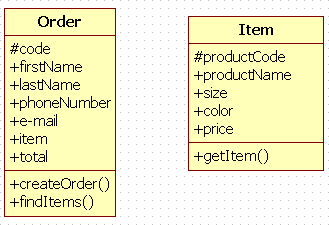 Order
#code
+firstName
+lastName
+phoneNumber
+e-mail
+item
+total
+createOrder()
+findItems()
Item
#productCode
+productName
+size
+color
+price
+getItem()